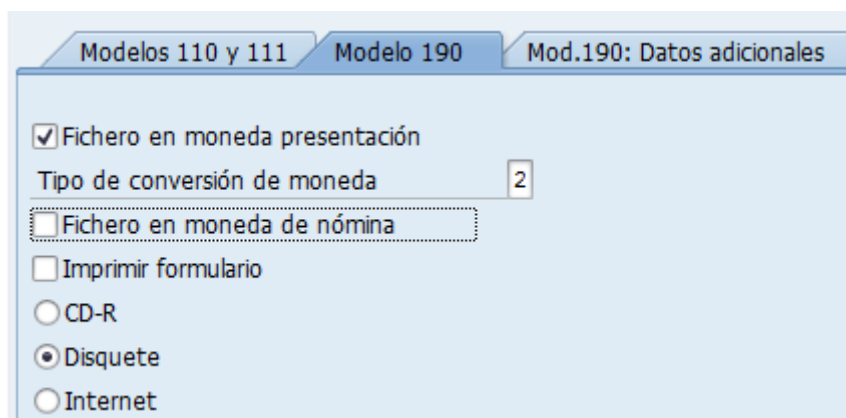 Modelos 110 y 111 Modelo 190 Mod.190: Datos adicionales
Fichero en moneda presentación
Tipo de conversión de moneda 2
Fichero en moneda de nómina
Imprimir formulario
CD-R
Disquete
Internet